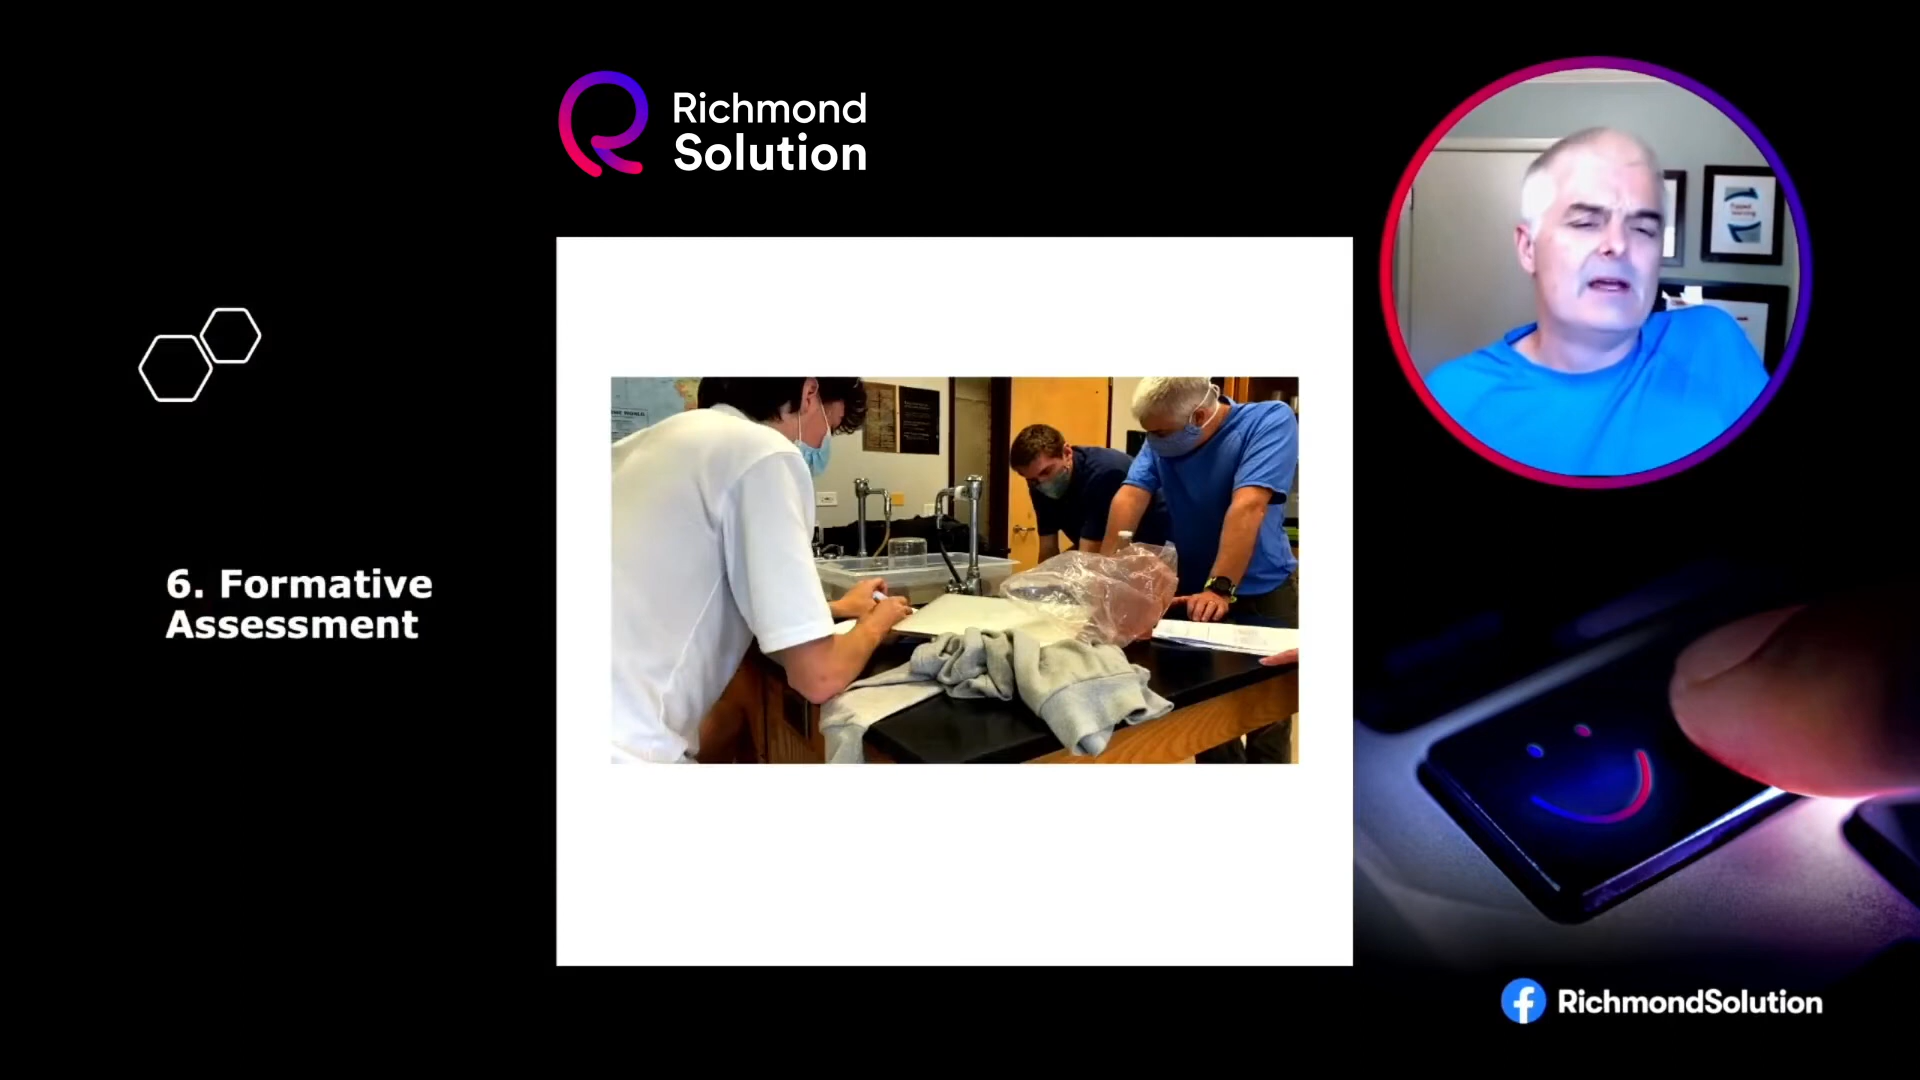 Richmond
Solution
6. Formative
Assessment
RichmondSolution